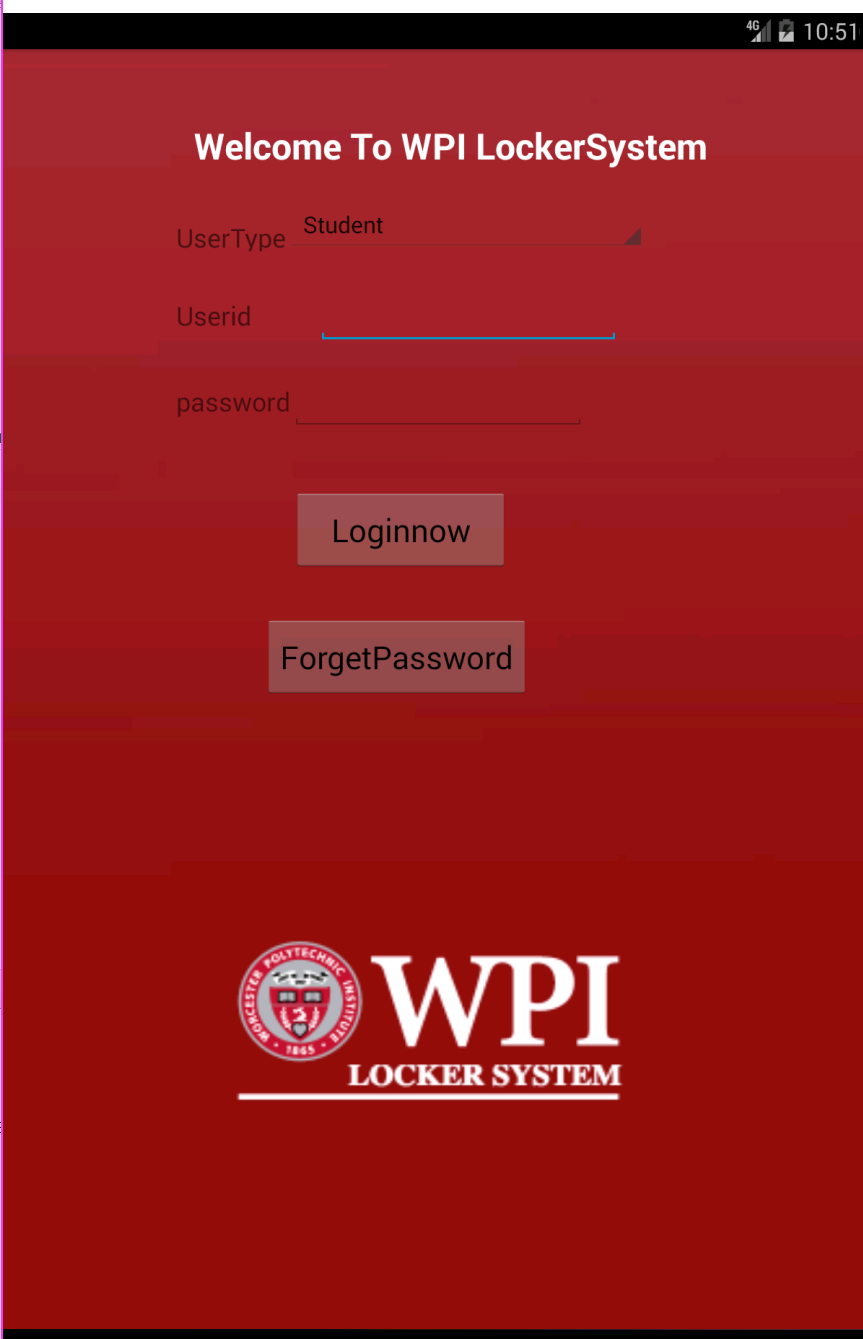 4G 10:51
Welcome To WPI LockerSystem
UserType Student
Userid
password
Loginnow
ForgetPassword
WORCESTER POLYTECHNIC INSTITUTE
1865
WPI
LOCKER SYSTEM